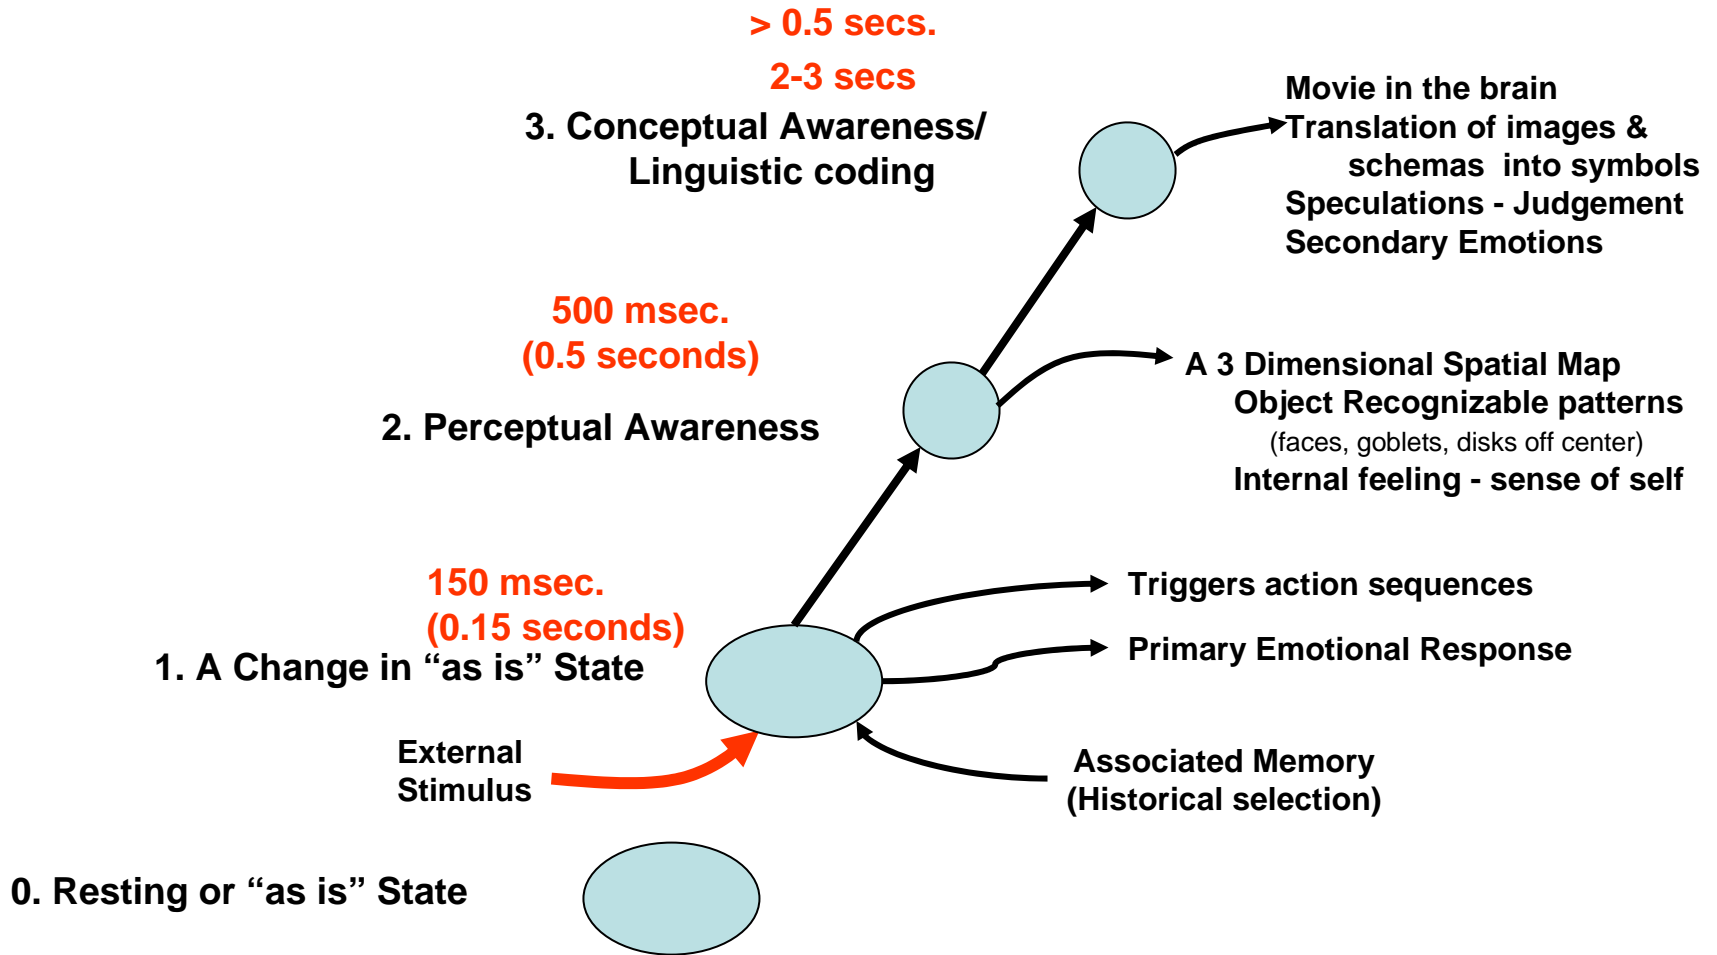 > 0.5 secs.
2-3 secs
3. Conceptual Awareness/
Linguistic coding
Movie in the brain
Translation of images &
schemas into symbols
Speculations - Judgement
Secondary Emotions
500 msec.
(0.5 seconds)
2. Perceptual Awareness
A 3 Dimensional Spatial Map
Object Recognizable patterns
(faces, goblets, disks off center)
Internal feeling - sense of self
150 msec.
(0.15 seconds)
1. A Change in “as is” State
Triggers action sequences
Primary Emotional Response
External
Stimulus
Associated Memory
(Historical selection)
0. Resting or “as is” State